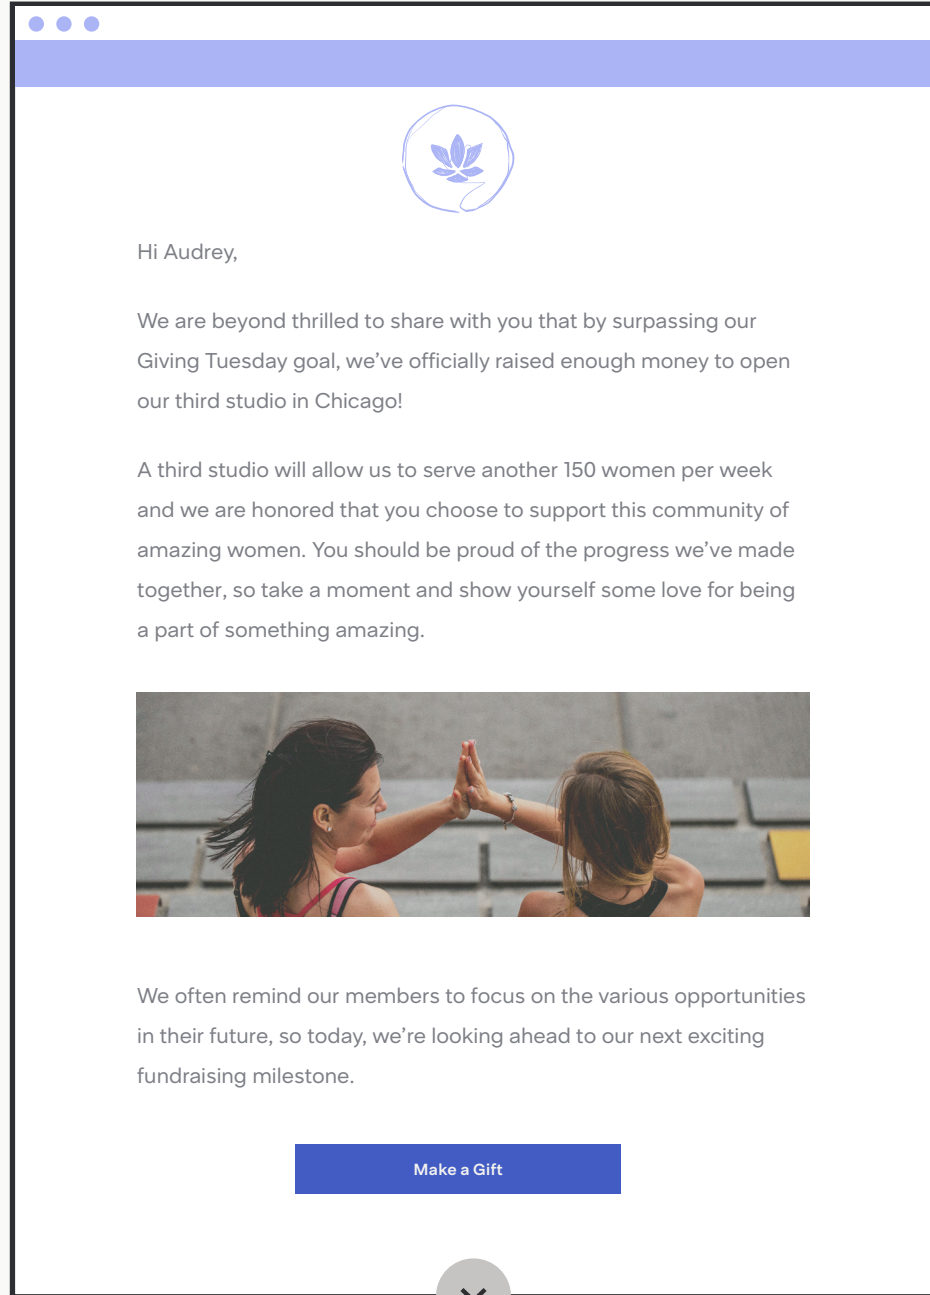 Hi Audrey,
We are beyond thrilled to share with you that by surpassing our
Giving Tuesday goal, we’ve officially raised enough money to open
our third studio in Chicago!
A third studio will allow us to serve another 150 women per week
and we are honored that you choose to support this community of
amazing women. You should be proud of the progress we’ve made
together, so take a moment and show yourself some love for being
a part of something amazing.
We often remind our members to focus on the various opportunities
in their future, so today, we’re looking ahead to our next exciting
fundraising milestone.
Make a Gift